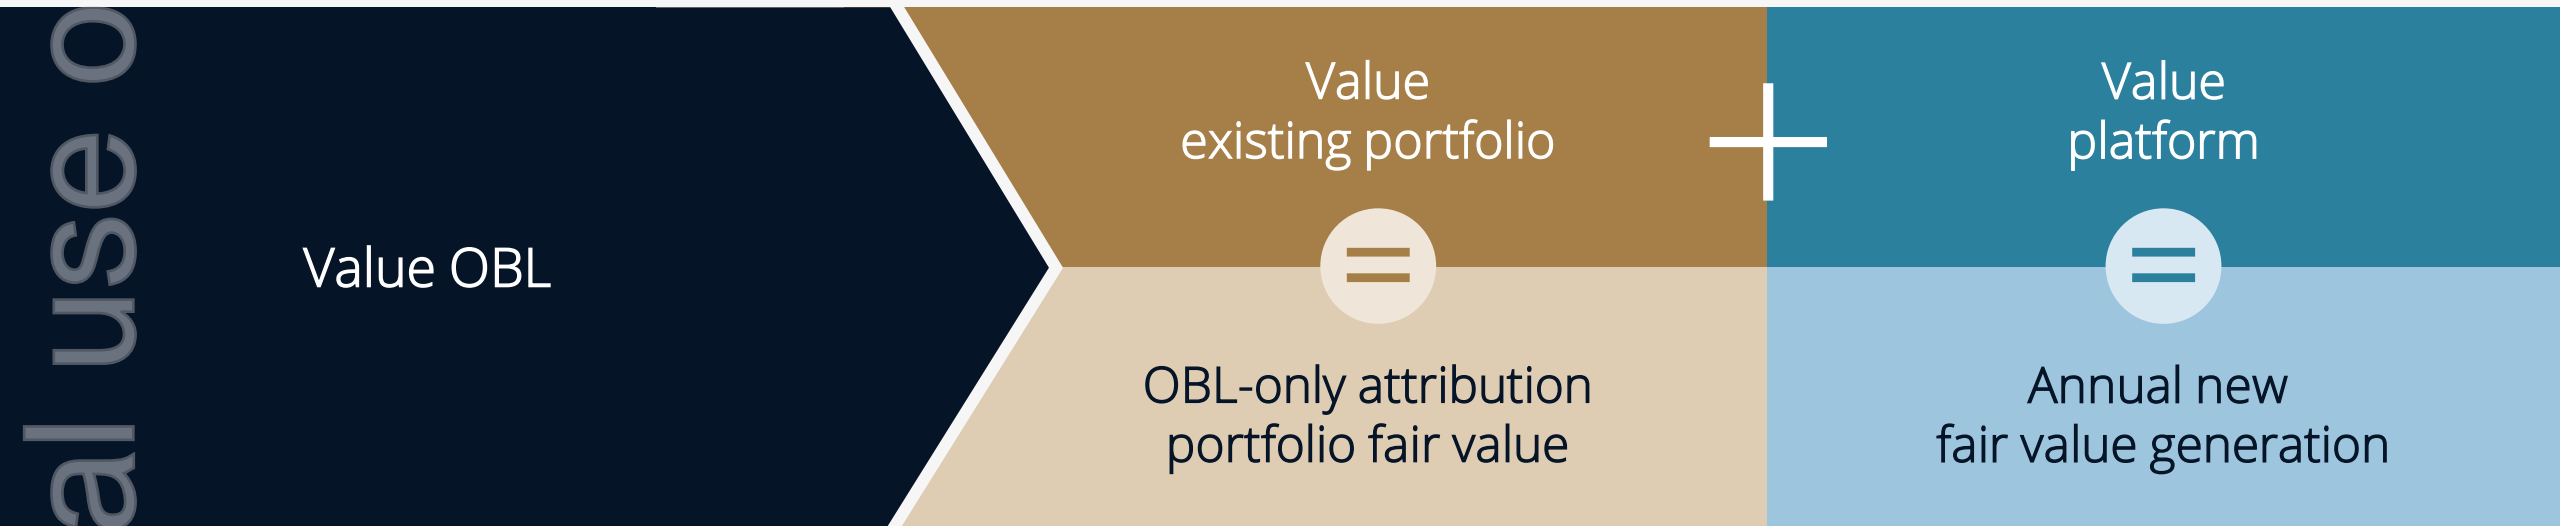 al use o
Value OBL
Value
existing portfolio
+
Value
platform
=
=
OBL-only attribution
portfolio fair value
Annual new
fair value generation